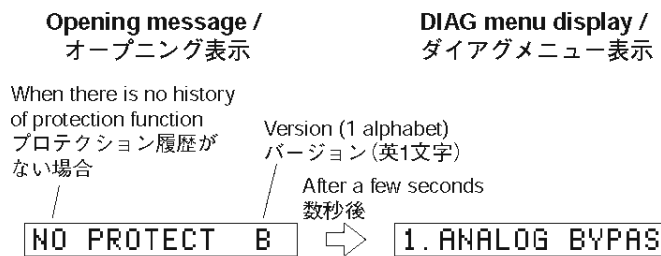 Opening message /
オープニング表示
DIAG menu display /
ダイアグメニュー表示
When there is no history
of protection function
プロテクション履歴が
ない場合
Version (1 alphabet)
バージョン（英1文字）
After a few seconds
数秒後
NO PROTECT B
1. ANALOG BYPAS